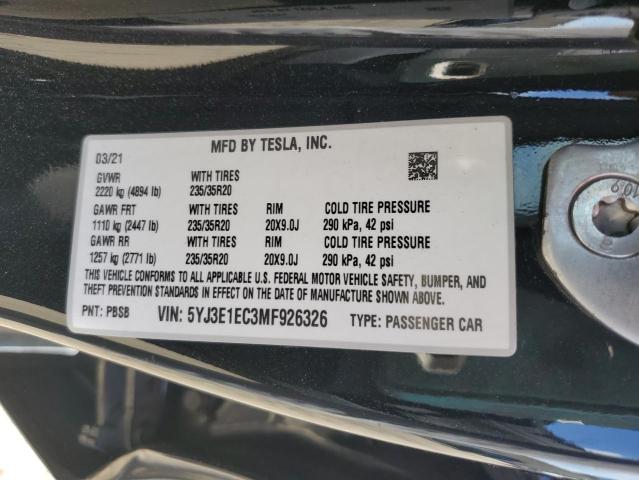 MFD BY TESLA, INC.
03/21
GVWR WITH TIRES
2220 kg (4894 lb) 235/35R20
GAWR FRT WITH TIRES RIM COLD TIRE PRESSURE
1110 kg (2447 lb) 235/35R20 20X9.0J 290 kPa, 42 psi
GAWR RR WITH TIRES RIM COLD TIRE PRESSURE
1257 kg (2771 lb) 235/35R20 20X9.0J 290 kPa, 42 psi
THIS VEHICLE CONFORMS TO ALL APPLICABLE U.S. FEDERAL MOTOR VEHICLE SAFETY, BUMPER, AND
THEFT PREVENTION STANDARDS IN EFFECT ON THE DATE OF MANUFACTURE SHOWN ABOVE.
PNT: PBSB VIN: 5YJ3E1EC3MF926326 TYPE: PASSENGER CAR